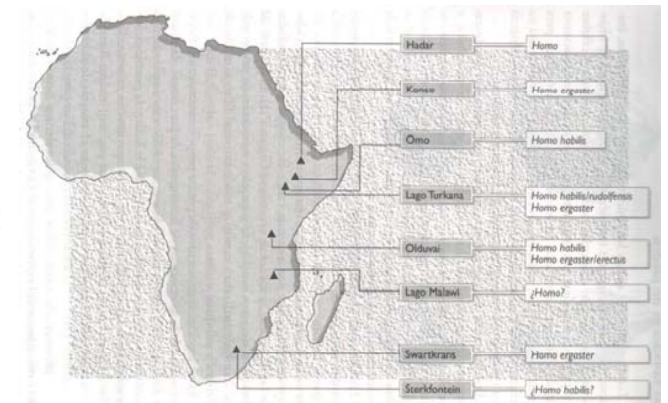 Hadar
Homo
Konso
Homo ergaster
Omo
Homo habilis
Lago Turkana
Homo habilis/rudolfensis
Homo ergaster
Olduvai
Homo habilis
Homo ergaster/erectus
Lago Malawi
¿Homo?
Swartkrans
Homo ergaster
Sterkfontein
¿Homo habilis?